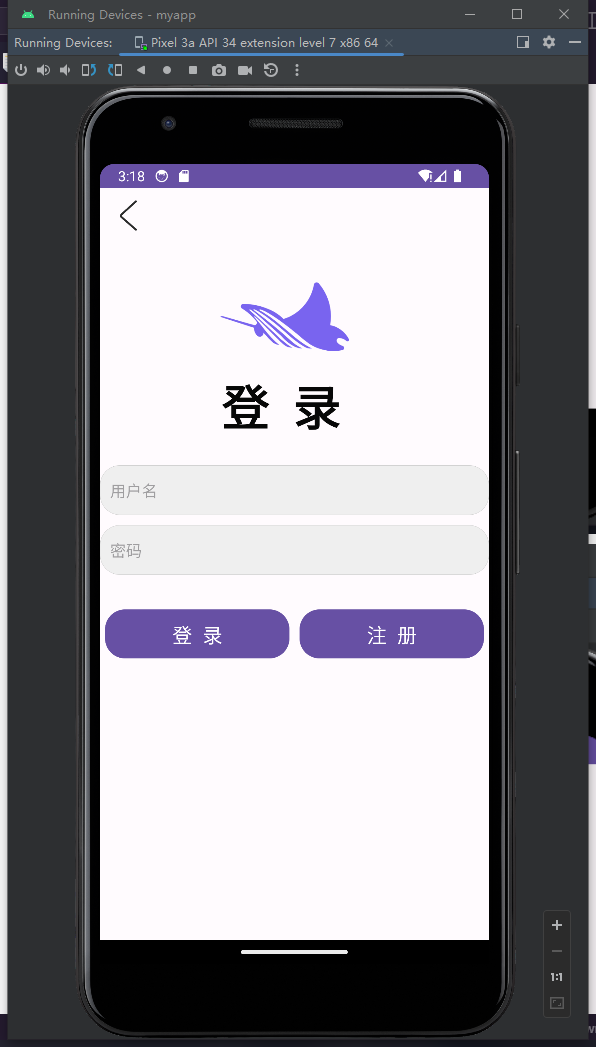 Running Devices - myapp
Running Devices: Pixel 3a API 34 extension level 7 x86 64
3:18
登 录
用户名
密码
登 录 注 册
1:1